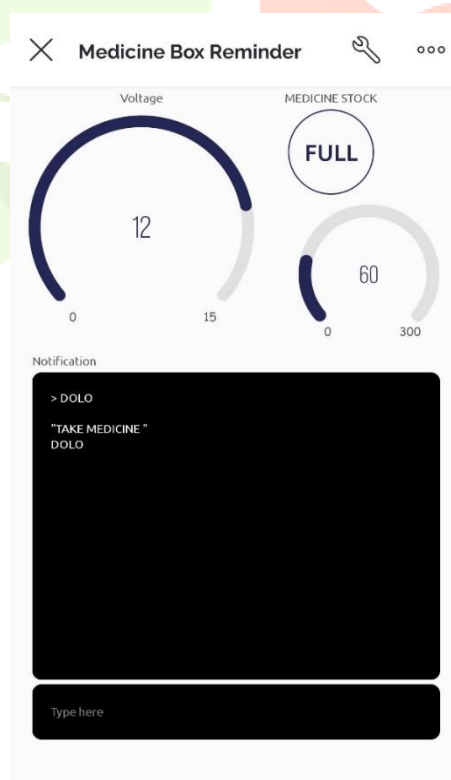 Medicine Box Reminder
Voltage
12
0
15
MEDICINE STOCK
FULL
60
0
300
Notification
> DOLO
"TAKE MEDICINE "
DOLO
Type here